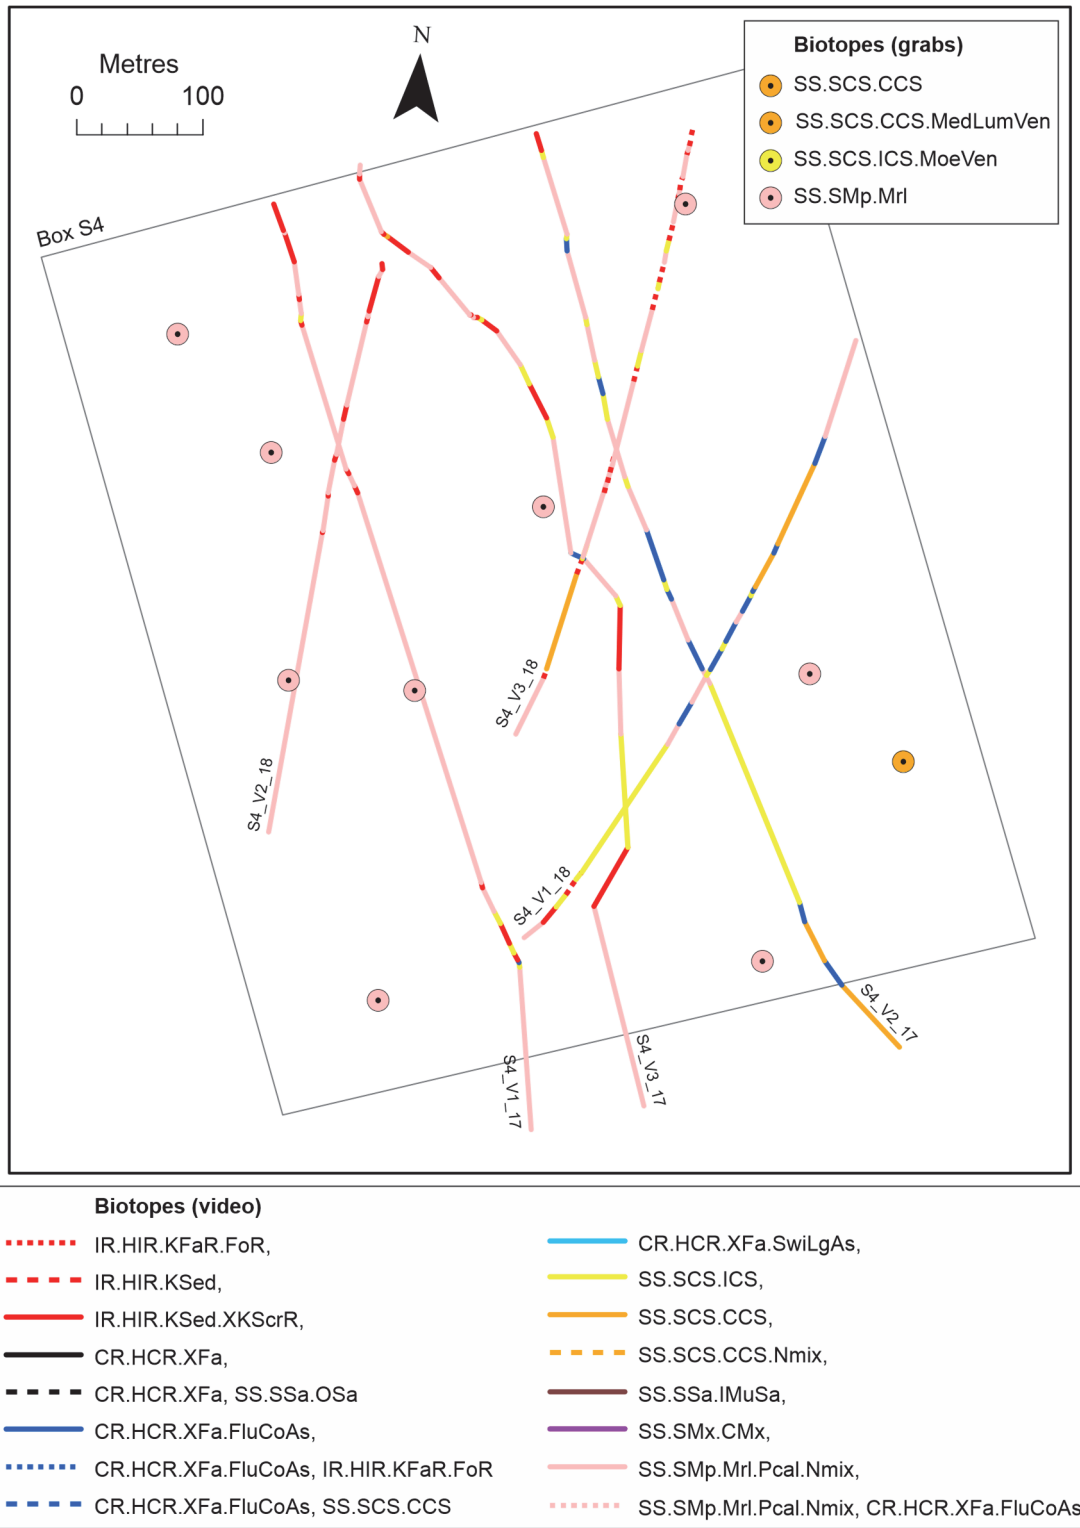 N
Metres
0 100
Biotopes (grabs)
SS.SCS.CCS
SS.SCS.CCS.MedLumVen
SS.SCS.ICS.MoeVen
SS.SMp.Mrl
Box S4
S4_V3_18
S4_V2_18
S4_V1_18
S4_V2_17
S4_V1_17
S4_V3_17
Biotopes (video)
IR.HIR.KFaR.FoR,
IR.HIR.KSed,
IR.HIR.KSed.XKScrR,
CR.HCR.XFa,
CR.HCR.XFa, SS.SSa.OSa
CR.HCR.XFa.FluCoAs,
CR.HCR.XFa.FluCoAs, IR.HIR.KFaR.FoR
CR.HCR.XFa.FluCoAs, SS.SCS.CCS
CR.HCR.XFa.SwiLgAs,
SS.SCS.ICS,
SS.SCS.CCS,
SS.SCS.CCS.Nmix,
SS.SSa.IMuSa,
SS.SMx.CMx,
SS.SMp.Mrl.Pcal.Nmix,
SS.SMp.Mrl.Pcal.Nmix, CR.HCR.XFa.FluCoAs